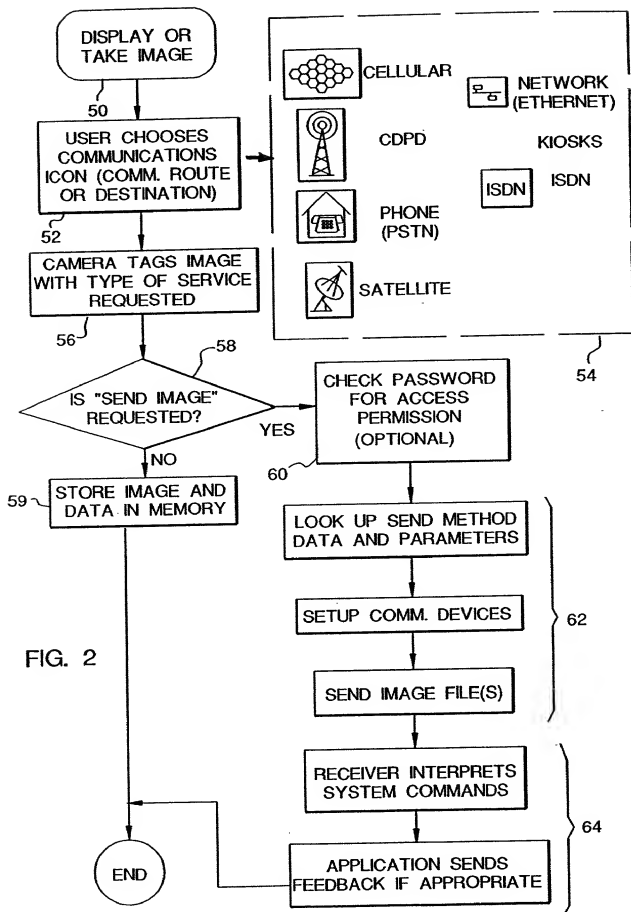 DISPLAY OR
TAKE IMAGE
50
USER CHOOSES
COMMUNICATIONS
ICON (COMM. ROUTE
OR DESTINATION)
52
CELLULAR
CDPD
PHONE
(PSTN)
SATELLITE
NETWORK
(ETHERNET)
KIOSKS
ISDN
ISDN
54
CAMERA TAGS IMAGE
WITH TYPE OF SERVICE
REQUESTED
56
58
IS "SEND IMAGE"
REQUESTED?
YES
NO
59
STORE IMAGE AND
DATA IN MEMORY
CHECK PASSWORD
FOR ACCESS
PERMISSION
(OPTIONAL)
60
LOOK UP SEND METHOD
DATA AND PARAMETERS
SETUP COMM. DEVICES
SEND IMAGE FILE(S)
62
FIG. 2
RECEIVER INTERPRETS
SYSTEM COMMANDS
APPLICATION SENDS
FEEDBACK IF APPROPRIATE
64
END